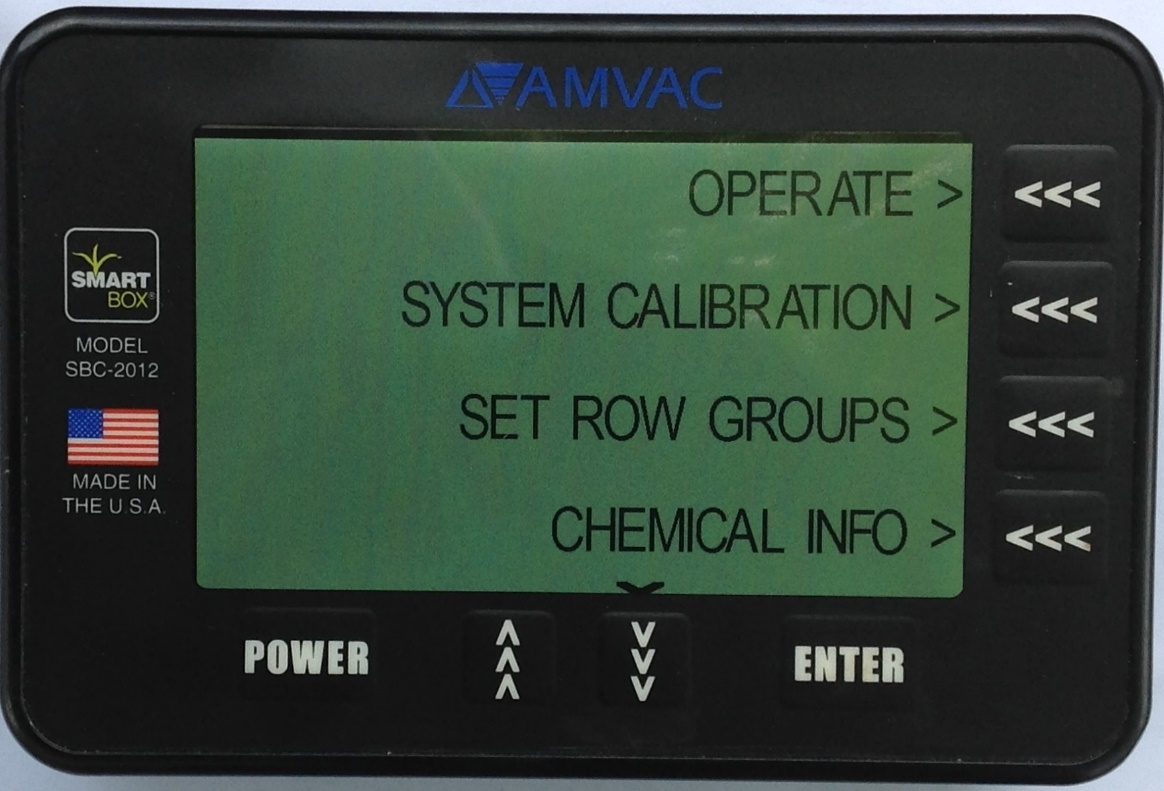 AMVAC
OPERATE > <<<
SYSTEM CALIBRATION > <<<
SET ROW GROUPS > <<<
CHEMICAL INFO > <<<
SMART
BOX®
MODEL
SBC-2012
MADE IN
THE U.S.A.
POWER
ENTER